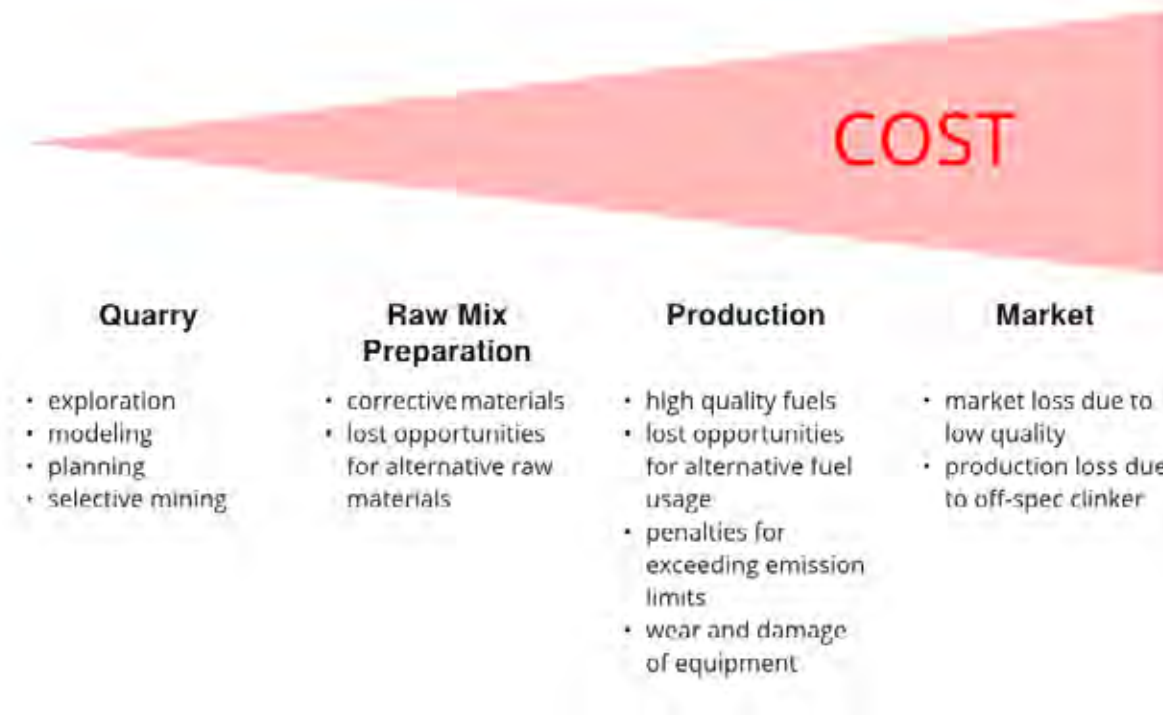 COST
Quarry
• exploration
• modeling
• planning
• selective mining
Raw Mix
Preparation
• corrective materials
• lost opportunities
for alternative raw
materials
Production
• high quality fuels
• lost opportunities
for alternative fuel
usage
• penalties for
exceeding emission
limits
• wear and damage
of equipment
Market
• market loss due to
low quality
• production loss due
to off-spec clinker